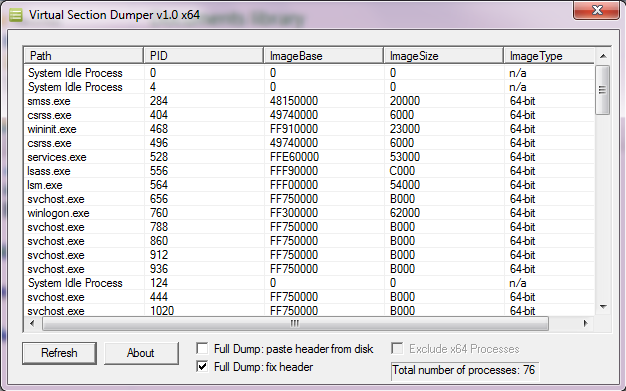 Virtual Section Dumper v1.0 x64
Path PID ImageBase ImageSize ImageType
System Idle Process 0 0 0 n/a
System Idle Process 4 0 0 n/a
smss.exe 284 48150000 20000 64-bit
csrss.exe 404 49740000 6000 64-bit
wininit.exe 468 FF910000 23000 64-bit
csrss.exe 496 49740000 6000 64-bit
services.exe 528 FFE60000 53000 64-bit
lsass.exe 556 FFF90000 C000 64-bit
lsm.exe 564 FFF00000 54000 64-bit
svchost.exe 656 FF750000 B000 64-bit
winlogon.exe 760 FF300000 62000 64-bit
svchost.exe 788 FF750000 B000 64-bit
svchost.exe 860 FF750000 B000 64-bit
svchost.exe 912 FF750000 B000 64-bit
svchost.exe 936 FF750000 B000 64-bit
System Idle Process 124 0 0 n/a
svchost.exe 444 FF750000 B000 64-bit
svchost.exe 1020 FF750000 B000 64-bit
Refresh About
Full Dump: paste header from disk
Full Dump: fix header
Exclude x64 Processes
Total number of processes: 76